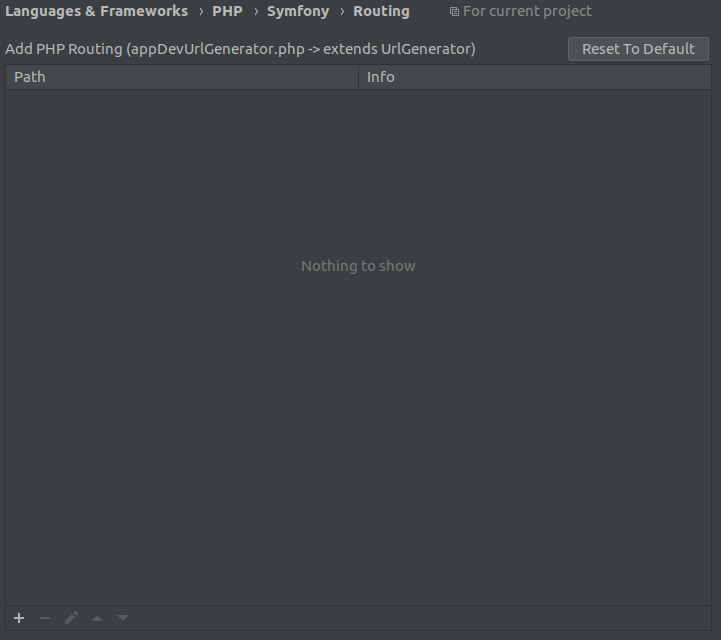 Languages & Frameworks › PHP › Symfony › Routing For current project
Add PHP Routing (appDevUrlGenerator.php -> extends UrlGenerator) Reset To Default
Path Info
Nothing to show